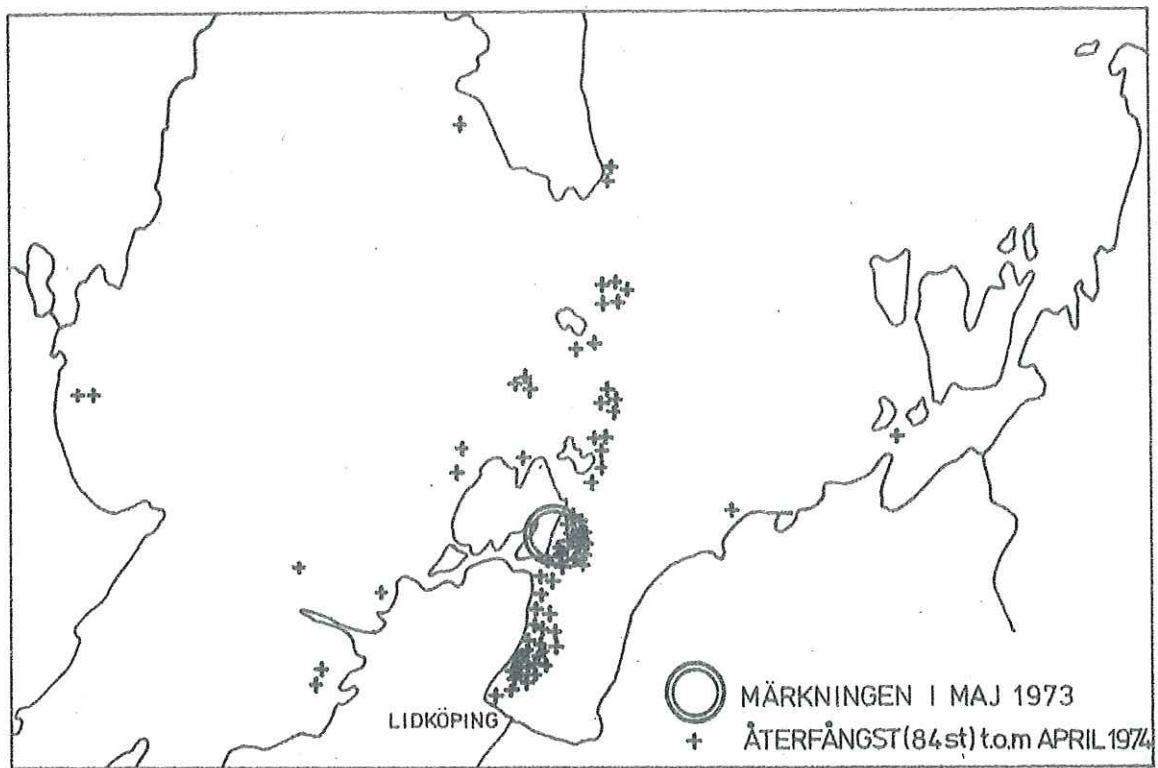 LIDKÖPING
MÄRKNINGEN I MAJ 1973
+ ÅTERFÅNGST (84 st) t.o.m APRIL 1974